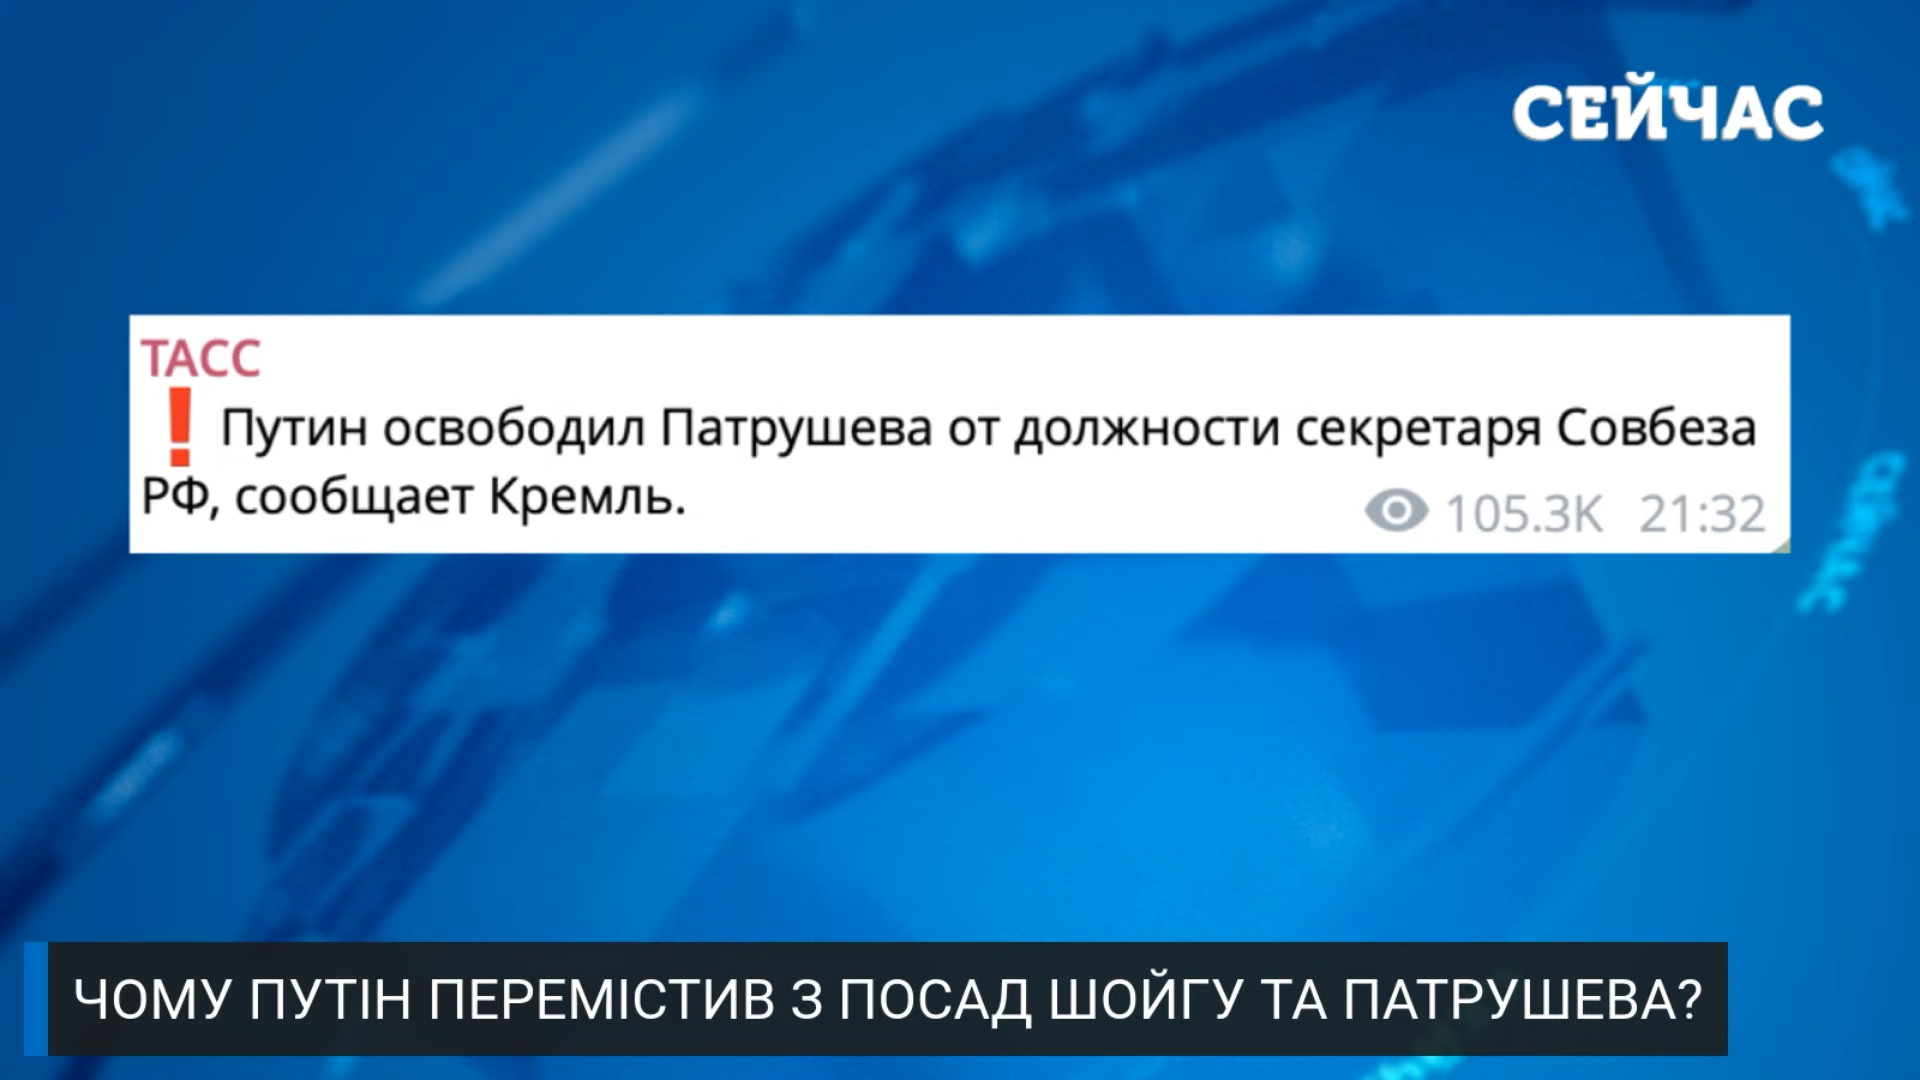 СЕЙЧАС
ТАСС
❗Путин освободил Патрушева от должности секретаря Совбеза
РФ, сообщает Кремль.
105.3K 21:32
ЧОМУ ПУТІН ПЕРЕМІСТИВ З ПОСАД ШОЙГУ ТА ПАТРУШЕВА?